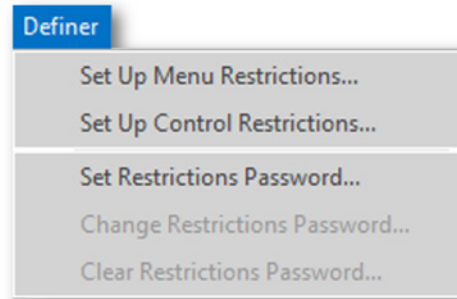 Definer
Set Up Menu Restrictions...
Set Up Control Restrictions...
Set Restrictions Password...
Change Restrictions Password...
Clear Restrictions Password...